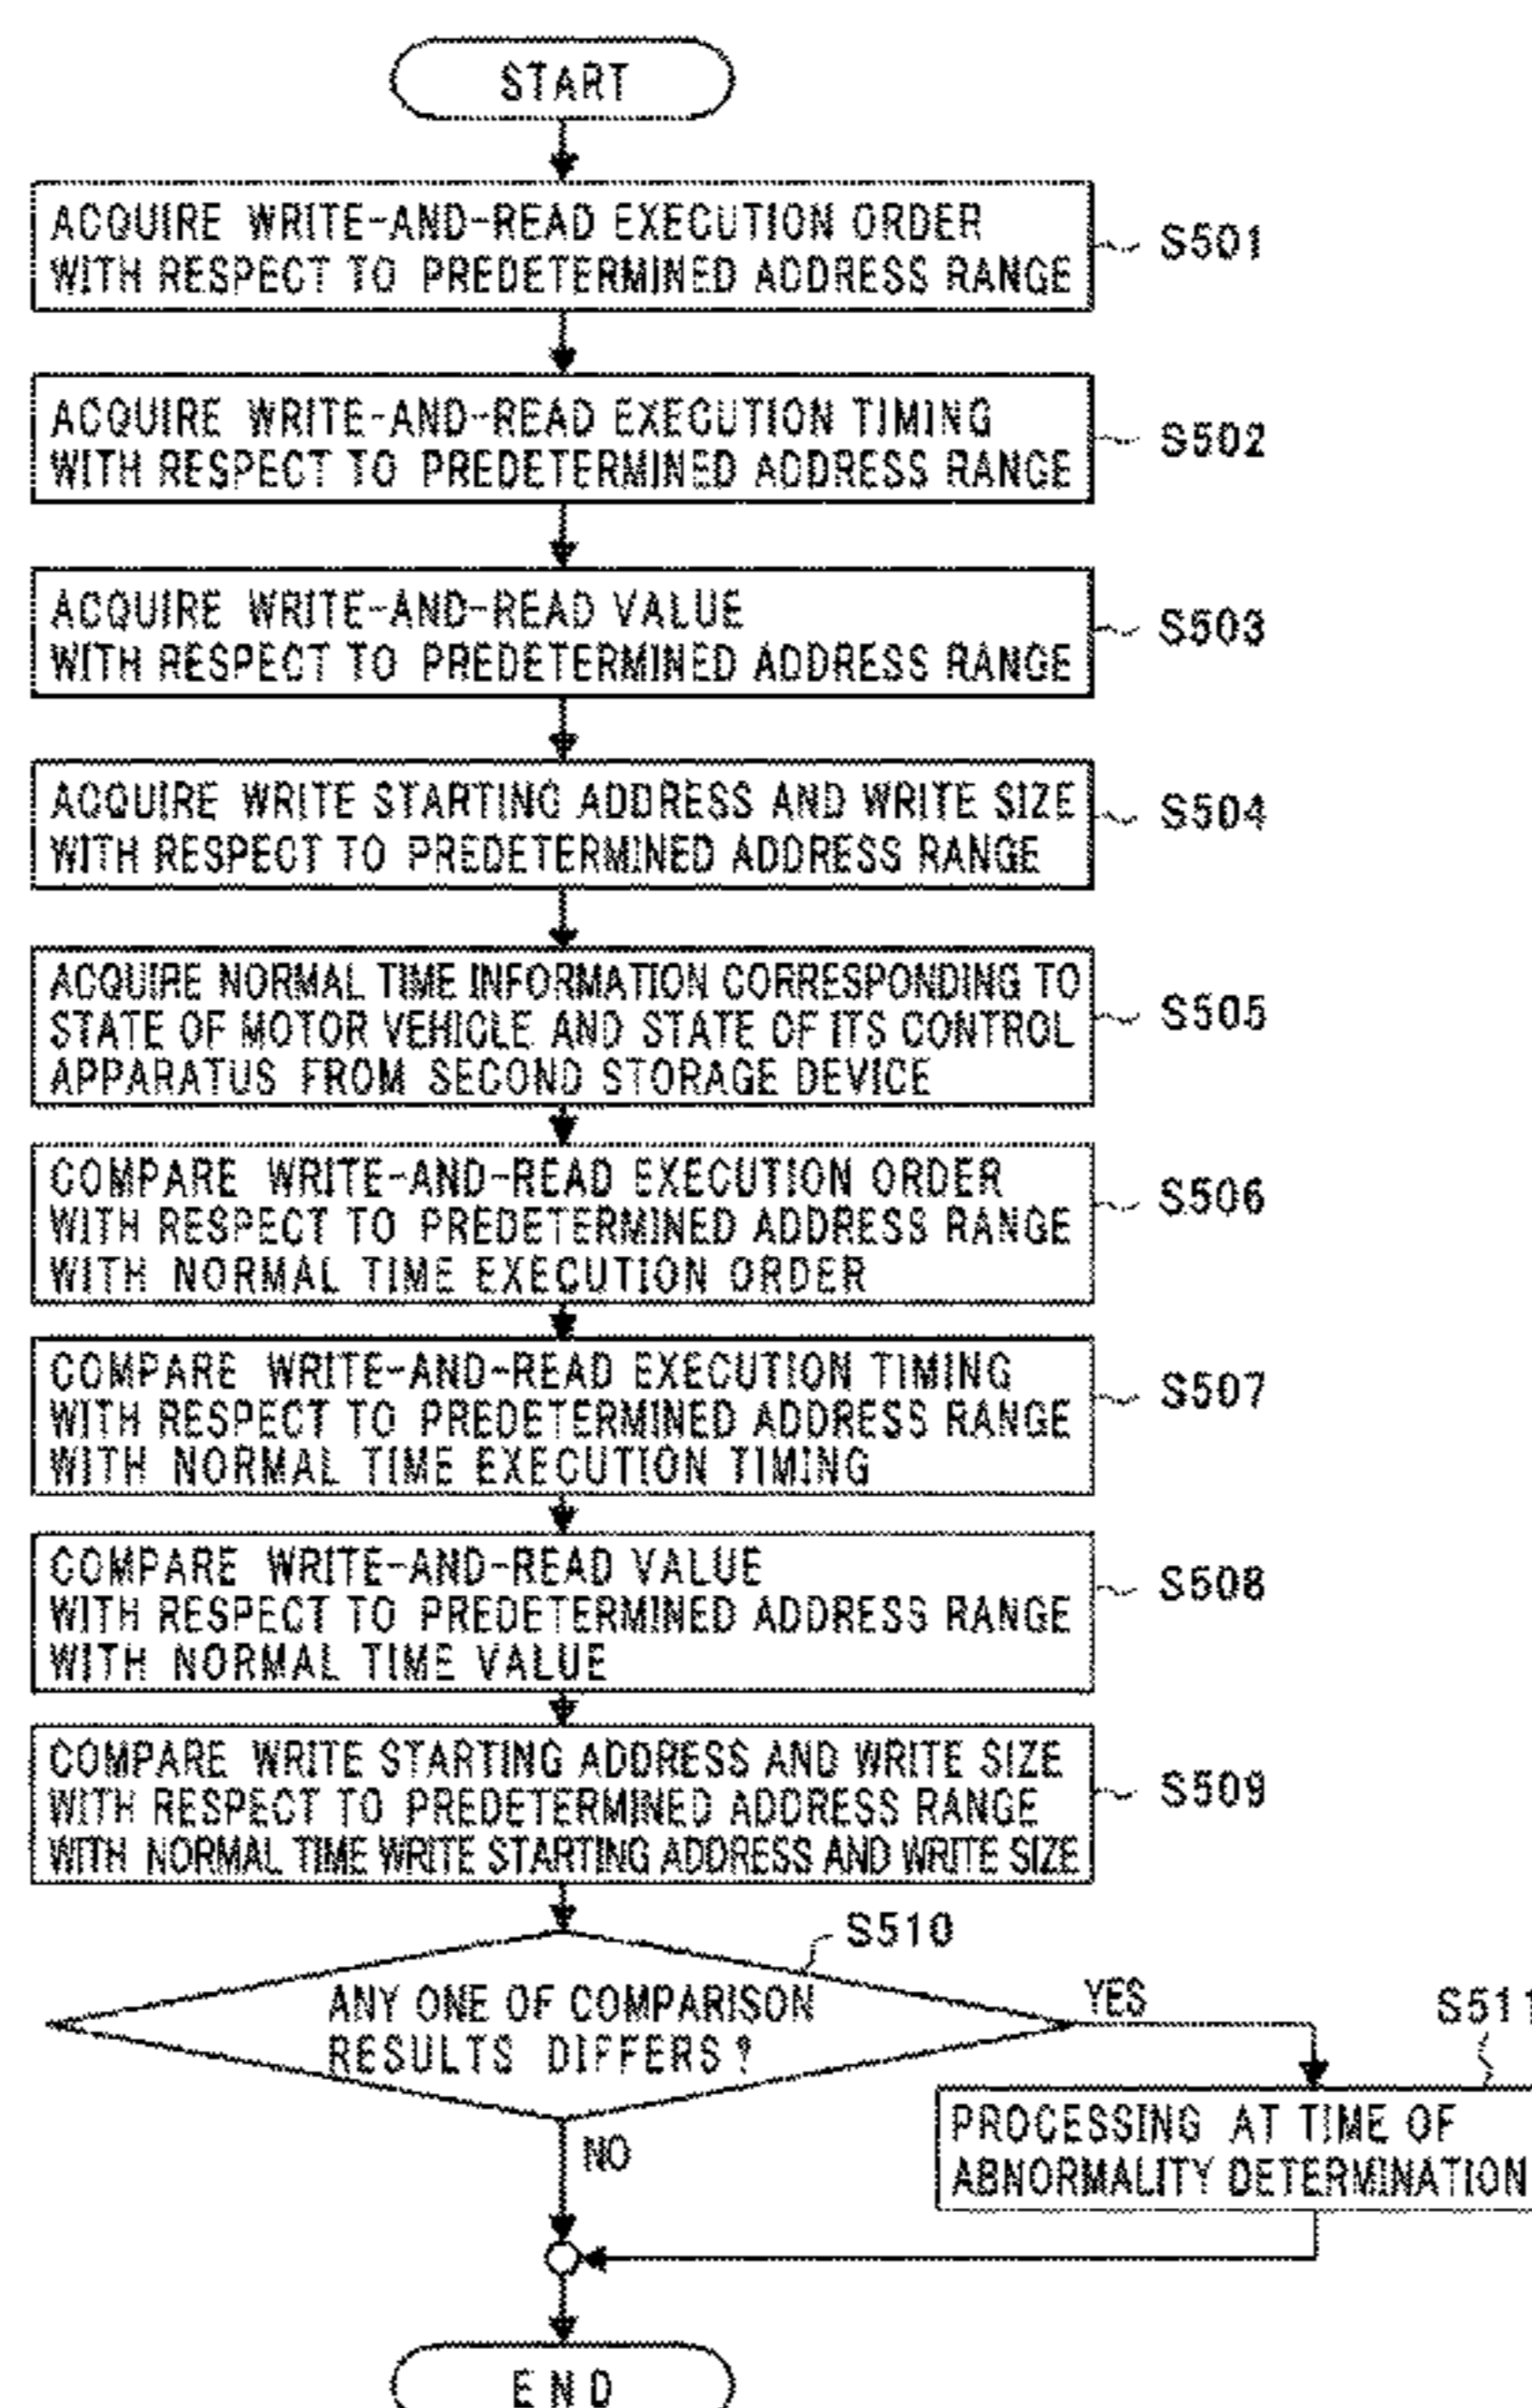 START
ACQUIRE WRITE-AND-READ EXECUTION ORDER
WITH RESPECT TO PREDETERMINED ADDRESS RANGE
S501
ACQUIRE WRITE-AND-READ EXECUTION TIMING
WITH RESPECT TO PREDETERMINED ADDRESS RANGE
S502
ACQUIRE WRITE-AND-READ VALUE
WITH RESPECT TO PREDETERMINED ADDRESS RANGE
S503
ACQUIRE WRITE STARTING ADDRESS AND WRITE SIZE
WITH RESPECT TO PREDETERMINED ADDRESS RANGE
S504
ACQUIRE NORMAL TIME INFORMATION CORRESPONDING TO
STATE OF MOTOR VEHICLE AND STATE OF ITS CONTROL
APPARATUS FROM SECOND STORAGE DEVICE
S505
COMPARE WRITE-AND-READ EXECUTION ORDER
WITH RESPECT TO PREDETERMINED ADDRESS RANGE
WITH NORMAL TIME EXECUTION ORDER
S506
COMPARE WRITE-AND-READ EXECUTION TIMING
WITH RESPECT TO PREDETERMINED ADDRESS RANGE
WITH NORMAL TIME EXECUTION TIMING
S507
COMPARE WRITE-AND-READ VALUE
WITH RESPECT TO PREDETERMINED ADDRESS RANGE
WITH NORMAL TIME VALUE
S508
COMPARE WRITE STARTING ADDRESS AND WRITE SIZE
WITH RESPECT TO PREDETERMINED ADDRESS RANGE
WITH NORMAL TIME WRITE STARTING ADDRESS AND WRITE SIZE
S509
S510
ANY ONE OF COMPARISON
RESULTS DIFFERS?
YES
S511
PROCESSING AT TIME OF
ABNORMALITY DETERMINATION
NO
END